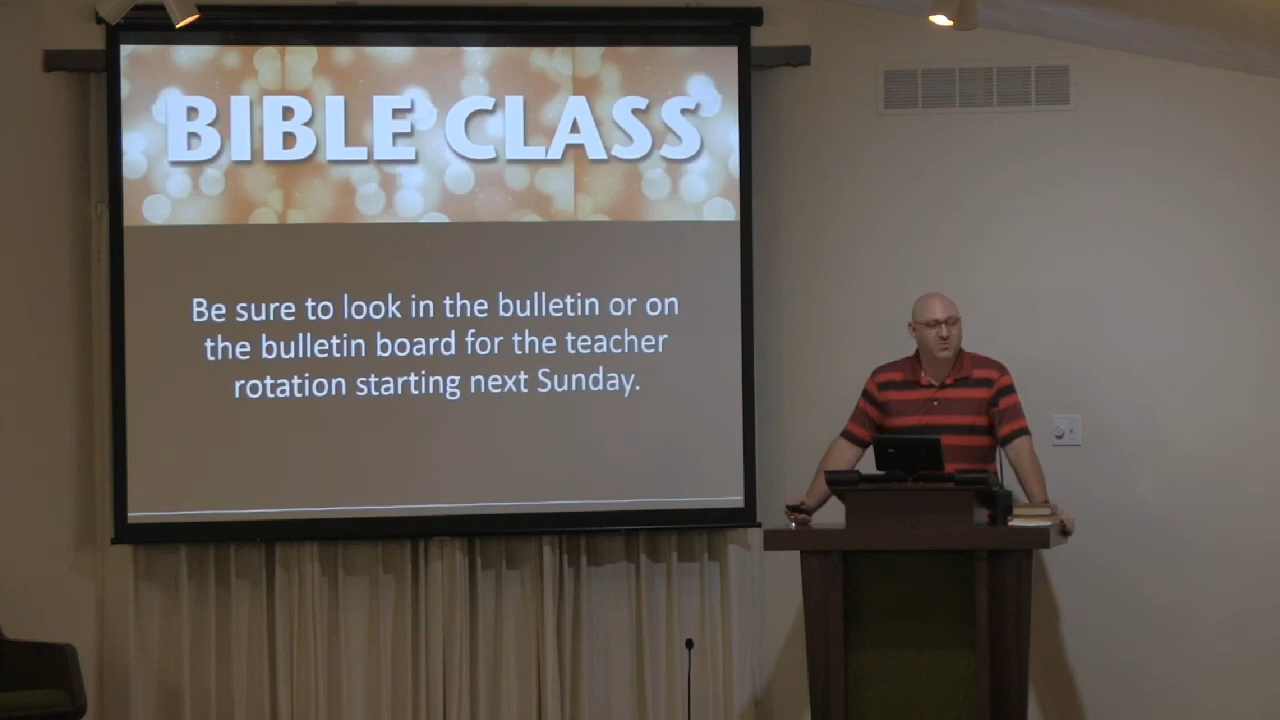 BIBLE CLASS
Be sure to look in the bulletin or on
the bulletin board for the teacher
rotation starting next Sunday.